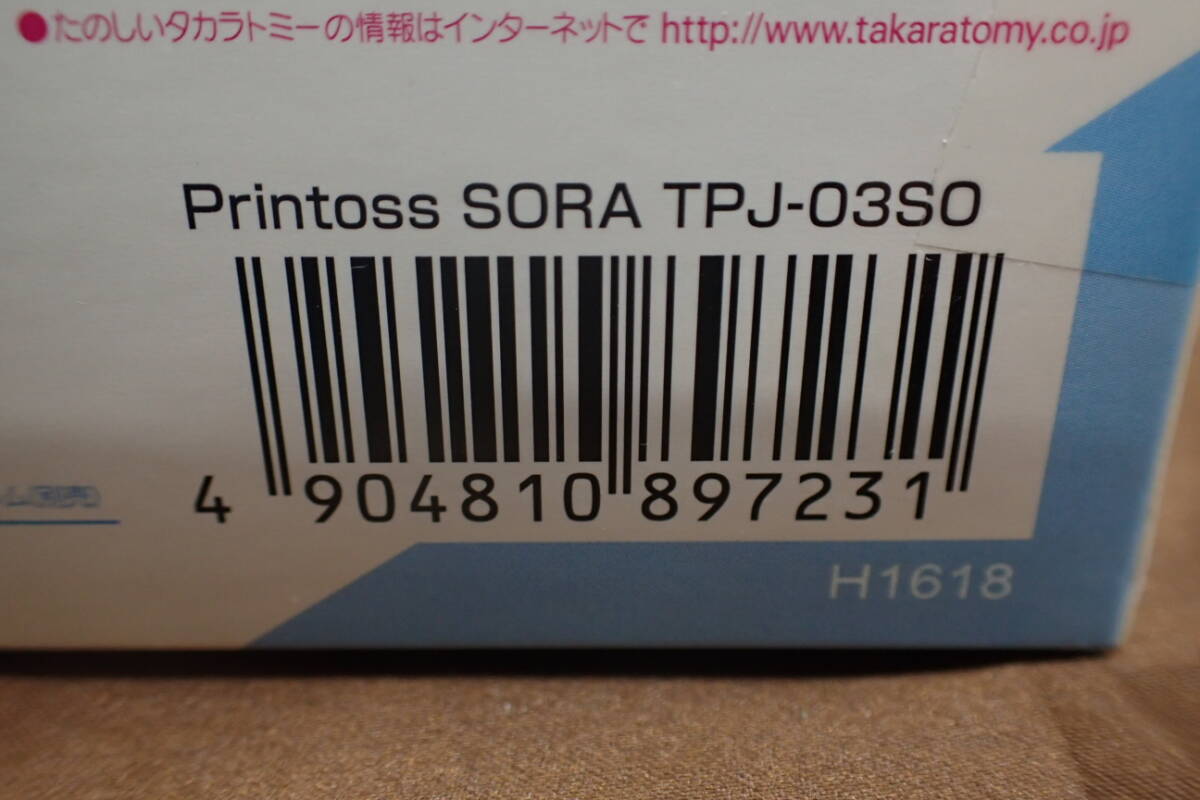 ●たのしいタカラトミーの情報はインターネットで http://www.takaratomy.co.jp
Printoss SORA TPJ-03SO
4 904810 897231
H1618